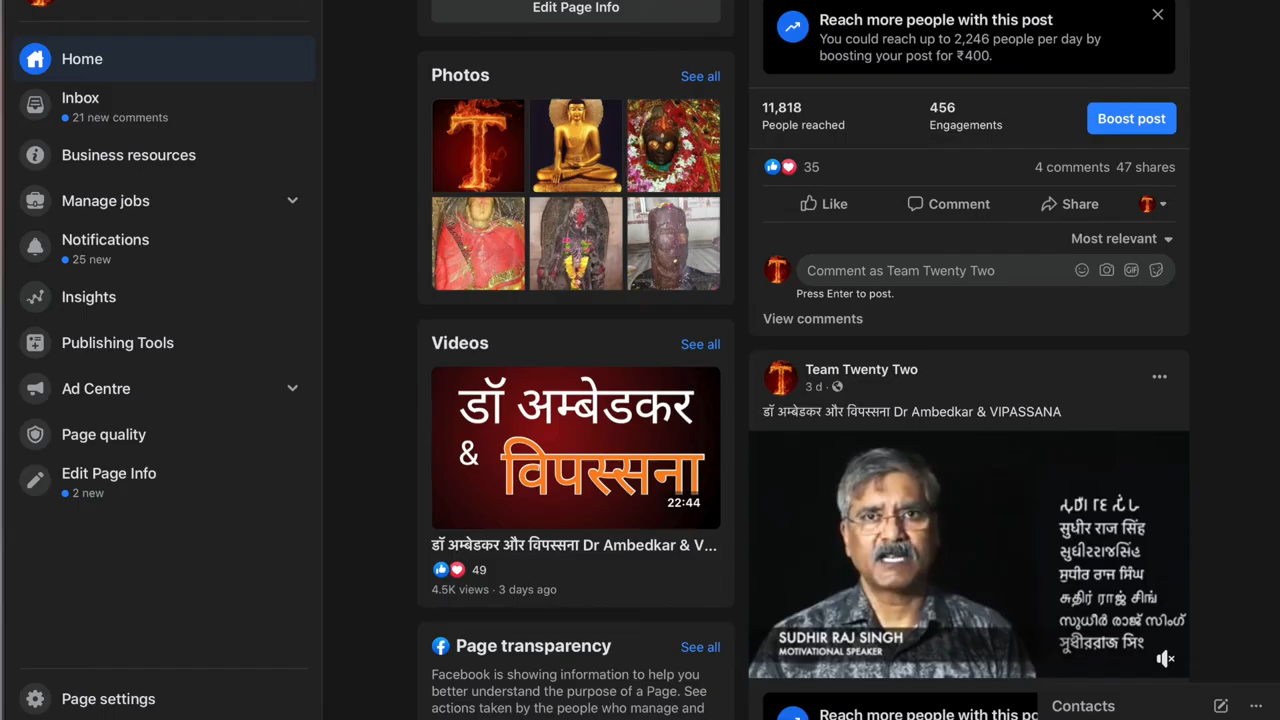 Home
Inbox
21 new comments
Business resources
Manage jobs
Notifications
25 new
Insights
Publishing Tools
Ad Centre
Page quality
Edit Page Info
2 new
Page settings
Edit Page Info
Photos
See all
T
Videos
See all
डॉ अम्बेडकर
&
विपस्सना
22:44
डॉ अम्बेडकर और विपस्सना Dr Ambedkar & V...
49
4.5K views · 3 days ago
Page transparency
See all
Facebook is showing information to help you
better understand the purpose of a Page. See
actions taken by the people who manage and
Reach more people with this post
You could reach up to 2,246 people per day by
boosting your post for ₹400.
11,818
People reached
456
Engagements
Boost post
35
4 comments 47 shares
Like
Comment
Share
Most relevant
Comment as Team Twenty Two
GIF
Press Enter to post.
View comments
Team Twenty Two
3 d ·
डॉ अम्बेडकर और विपस्सना Dr Ambedkar & VIPASSANA
सुधीर राज सिंह
ਸੁਧੀਰ ਰਾਜ ਸਿੰਘ
சுதிர் ராஜ் சிங்
സുധീർ രാജ് സിംഗ്
SUDHIR RAJ SINGH
MOTIVATIONAL SPEAKER
Reach more people with this po
Contacts